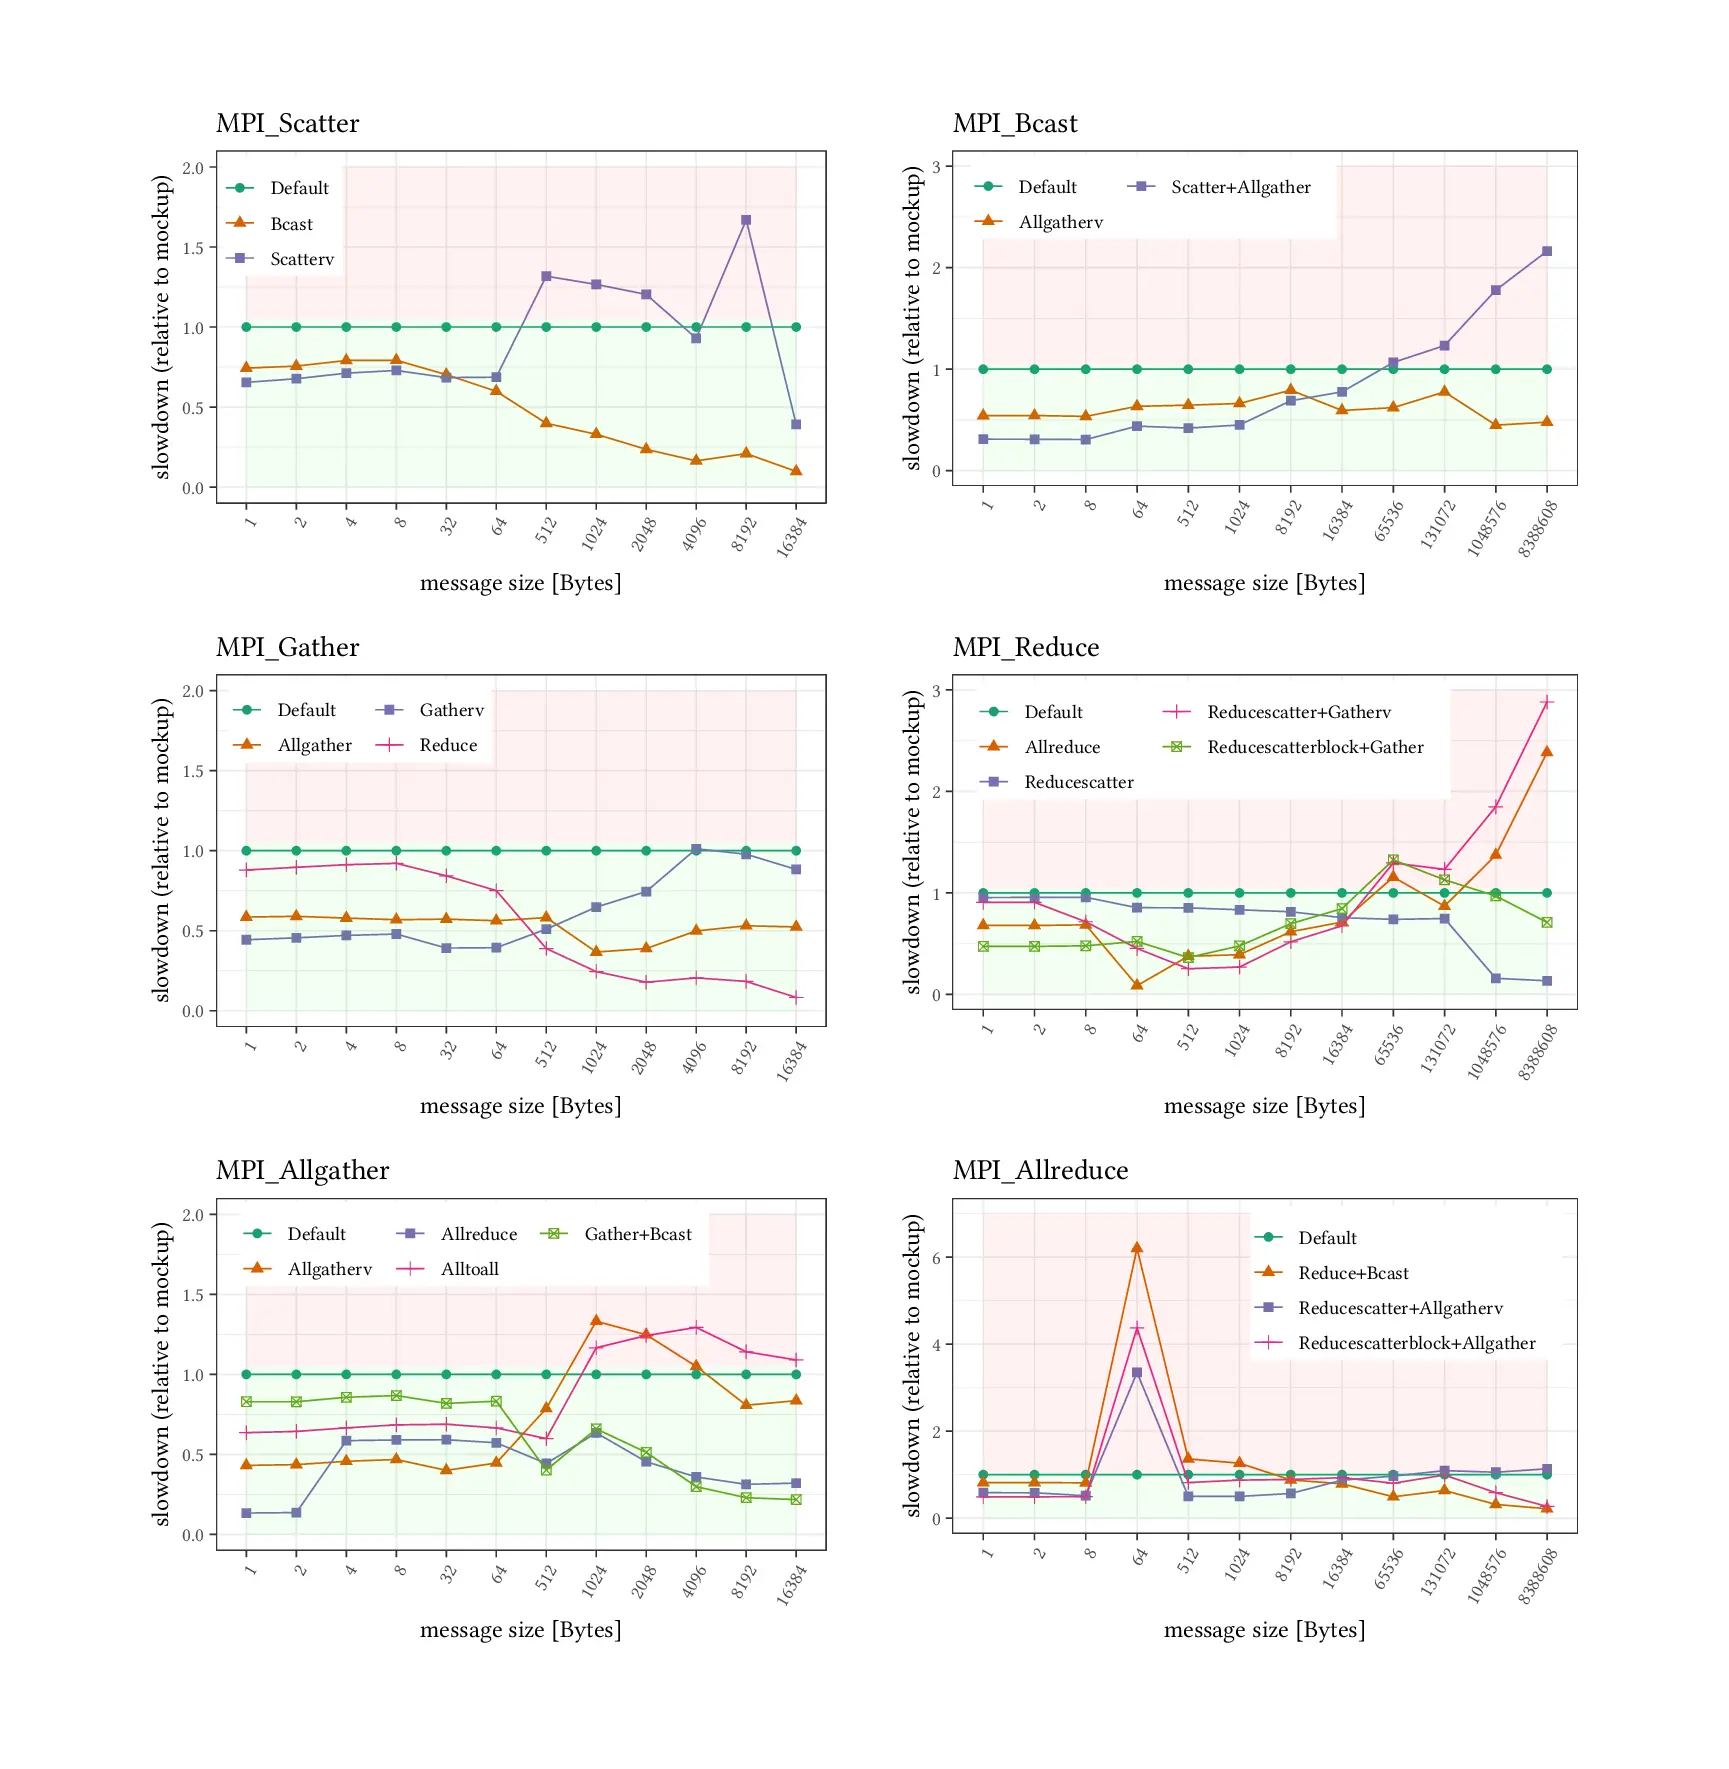 MPI_Scatter
slowdown (relative to mockup)
2.0
1.5
1.0
0.5
0.0
Default
Bcast
Scatterv
1 2 4 8 32 64 512 1024 2048 4096 8192 16384
message size [Bytes]
MPI_Bcast
slowdown (relative to mockup)
3
2
1
0
Default Scatter+Allgather
Allgatherv
1 2 8 64 512 1024 8192 16384 65536 131072 1048576 8388608
message size [Bytes]
MPI_Gather
slowdown (relative to mockup)
2.0
1.5
1.0
0.5
0.0
Default Gatherv
Allgather Reduce
1 2 4 8 32 64 512 1024 2048 4096 8192 16384
message size [Bytes]
MPI_Reduce
slowdown (relative to mockup)
3
2
1
0
Default Reducescatter+Gatherv
Allreduce Reducescatterblock+Gather
Reducescatter
1 2 8 64 512 1024 8192 16384 65536 131072 1048576 8388608
message size [Bytes]
MPI_Allgather
slowdown (relative to mockup)
2.0
1.5
1.0
0.5
0.0
Default Allreduce Gather+Bcast
Allgatherv Alltoall
1 2 4 8 32 64 512 1024 2048 4096 8192 16384
message size [Bytes]
MPI_Allreduce
slowdown (relative to mockup)
6
4
2
0
Default
Reduce+Bcast
Reducescatter+Allgatherv
Reducescatterblock+Allgather
1 2 8 64 512 1024 8192 16384 65536 131072 1048576 8388608
message size [Bytes]